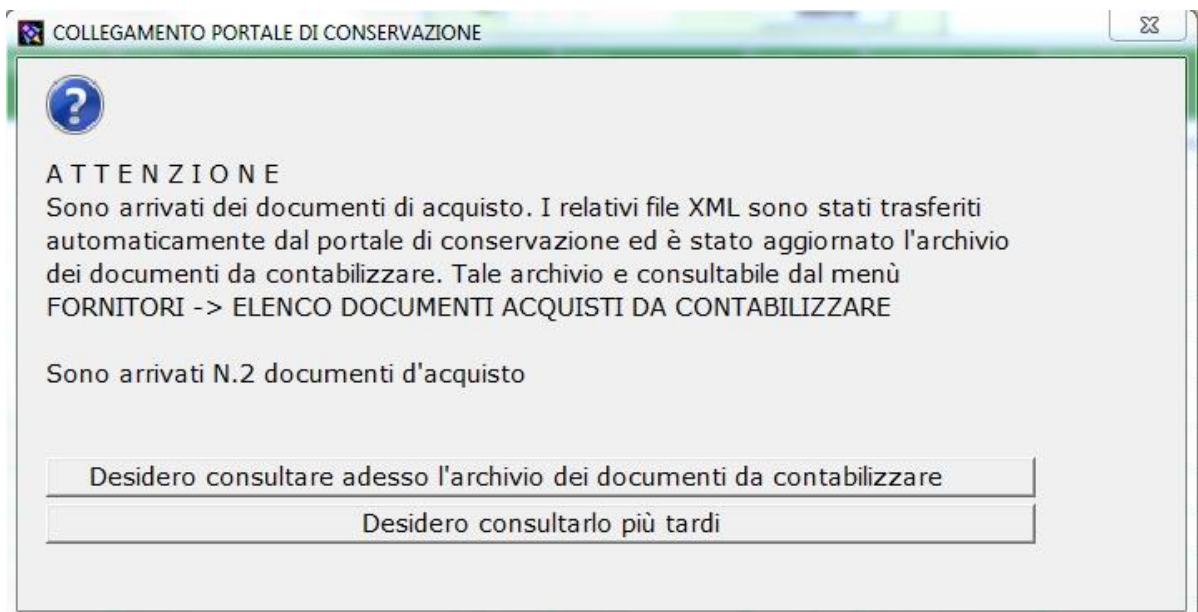 COLLEGAMENTO PORTALE DI CONSERVAZIONE
A T T E N Z I O N E
Sono arrivati dei documenti di acquisto. I relativi file XML sono stati trasferiti
automaticamente dal portale di conservazione ed è stato aggiornato l'archivio
dei documenti da contabilizzare. Tale archivio e consultabile dal menù
FORNITORI -> ELENCO DOCUMENTI ACQUISTI DA CONTABILIZZARE
Sono arrivati N.2 documenti d'acquisto
Desidero consultare adesso l'archivio dei documenti da contabilizzare
Desidero consultarlo più tardi